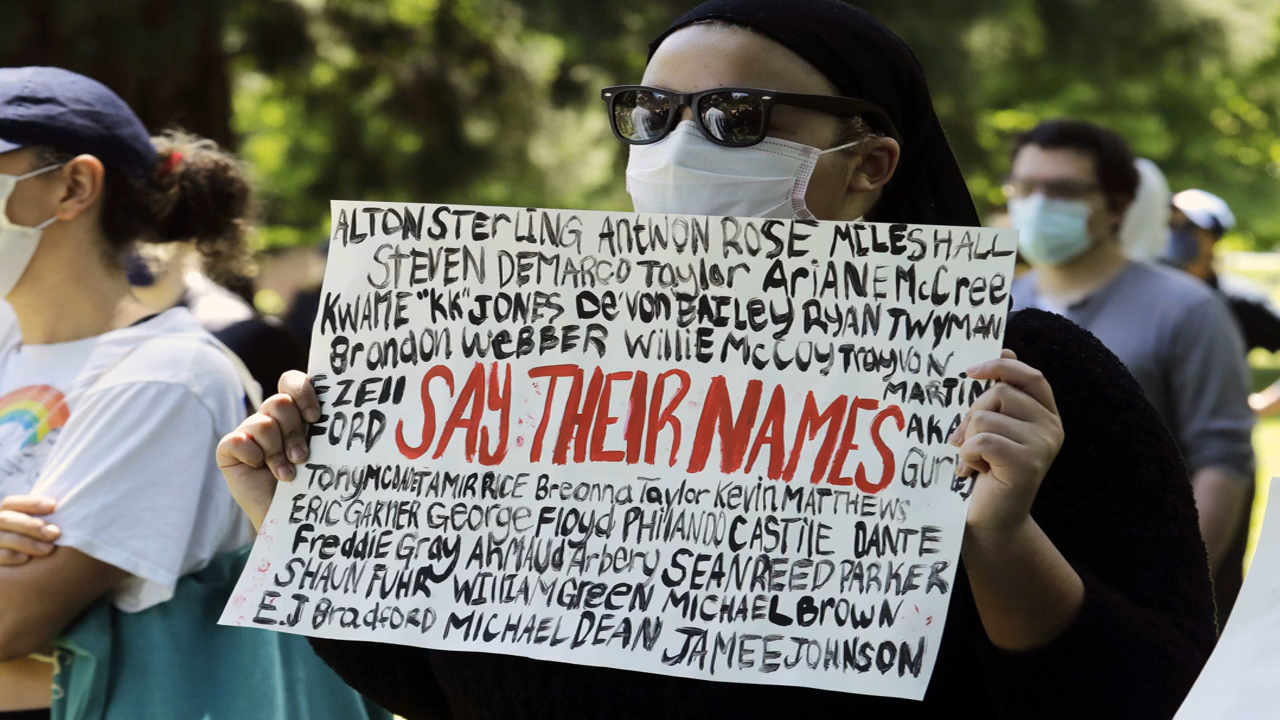 ALTON STERLING ANTWON ROSE MILES HALL
STEVEN DEMARCO TAYLOR ARIANE McCree
KWAME "KK" JONES De'VON BAILEY RYAN TWYMAN
Brandon WEBBER WILLIE McCoy TRAYVON
MARTIN
EZELL
FORD
SAY THEIR NAMES
AKA
Gurley
Tony MCDADE TAMIR RICE Breonna Taylor Kevin MATTHEWS
ERIC GARNER George Floyd PHILANDO CASTILE DANTE
Freddie Gray AHMAUD Arbery SEAN REED PARKER
SHAUN FUHR WILLIAM Green MICHAEL BROWN
E.J Bradford MICHAEL DEAN JAMEE JOHNSON